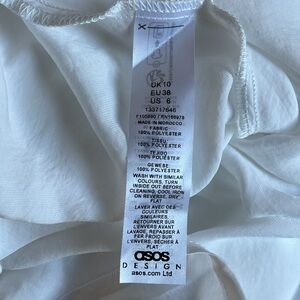 UK 10
EU 38
US 6
133717646
MADE IN MOROCCO
FABRIC
100% POLYESTER
TISSU
100% POLYESTER
TEJIDO
100% POLYESTER
GEWEBE
100% POLYESTER
WASH WITH SIMILAR
COLOURS, TURN
INSIDE OUT BEFORE
CLEANING, COOL IRON
ON REVERSE, DRY
FLAT
LAVER AVEC DES
COULEURS
SIMILAIRES,
RETOURNER SUR
L'ENVERS AVANT
LAVAGE, REPASSER À
FER FROID SUR
L'ENVERS, SÉCHER À
PLAT
asos
DESIGN
asos.com Ltd